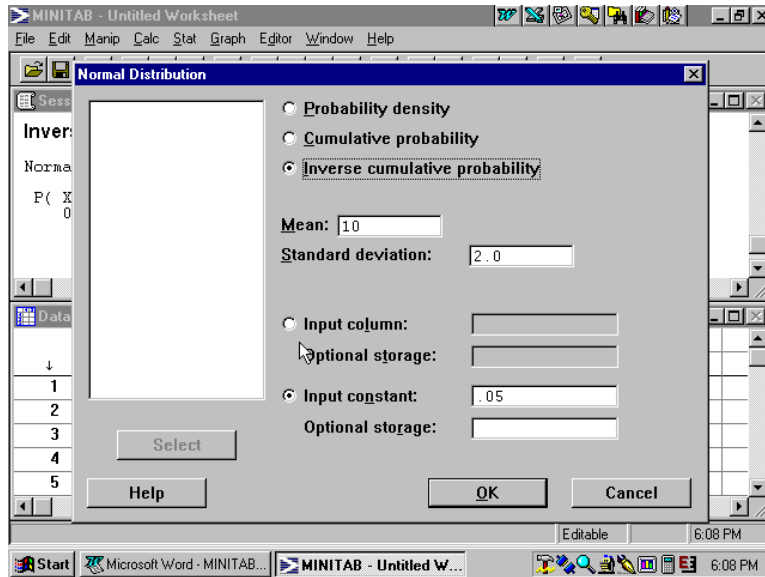 MINITAB - Untitled Worksheet
File Edit Manip Calc Stat Graph Editor Window Help
Normal Distribution
Sess
Inver
Norma
P( X
0
Probability density
Cumulative probability
Inverse cumulative probability
Mean: 10
Standard deviation: 2.0
Input column:
Optional storage:
Input constant: .05
Optional storage:
Select
Help
OK
Cancel
Data
↓
1
2
3
4
5
Editable
6:08 PM
Start
Microsoft Word - MINITAB...
MINITAB - Untitled W...
6:08 PM